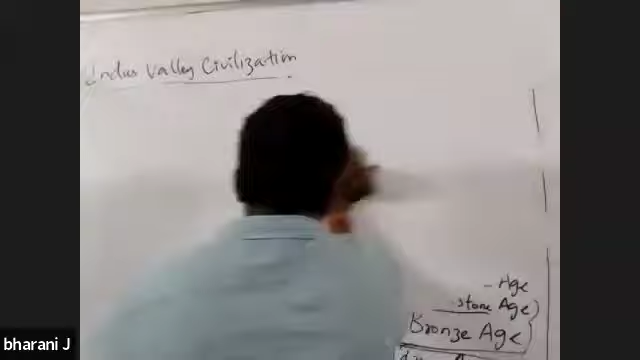 Indus Valley Civilization
- Age
- stone Age
Bronze Age
bharani J